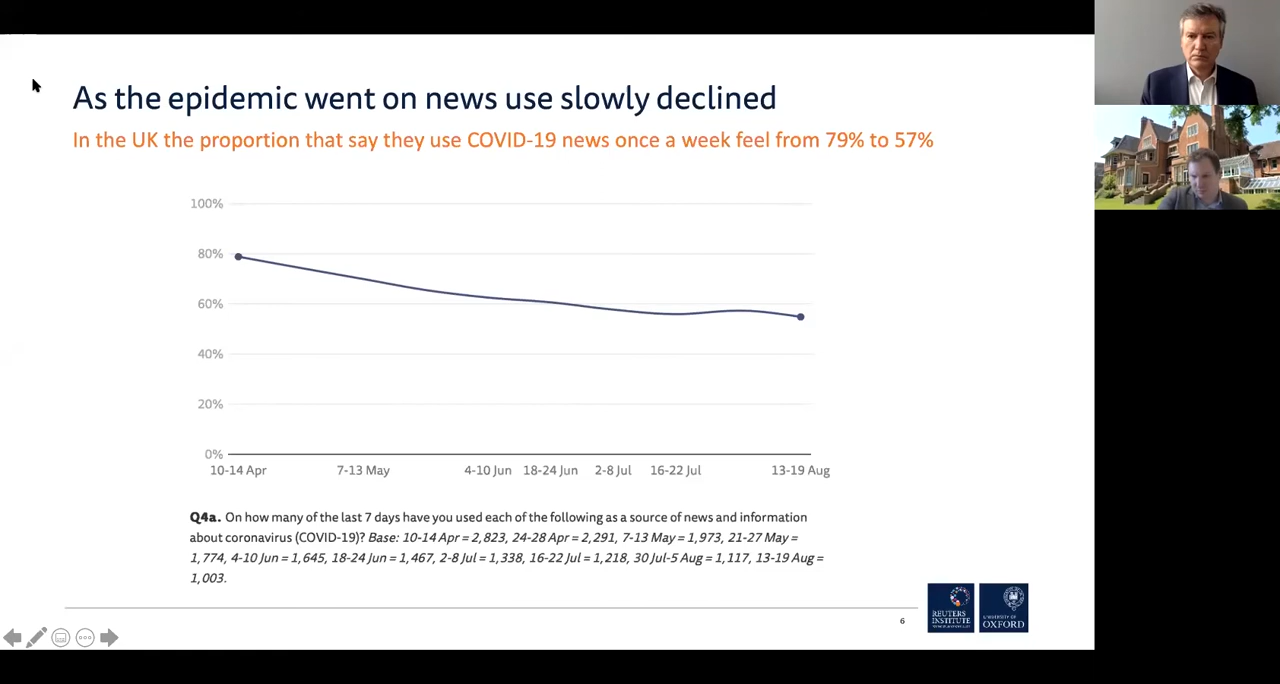 As the epidemic went on news use slowly declined
In the UK the proportion that say they use COVID-19 news once a week feel from 79% to 57%
100%
80%
60%
40%
20%
0%
10-14 Apr 7-13 May 4-10 Jun 18-24 Jun 2-8 Jul 16-22 Jul 13-19 Aug
Q4a. On how many of the last 7 days have you used each of the following as a source of news and information
about coronavirus (COVID-19)? Base: 10-14 Apr = 2,823, 24-28 Apr = 2,291, 7-13 May = 1,973, 21-27 May =
1,774, 4-10 Jun = 1,645, 18-24 Jun = 1,467, 2-8 Jul = 1,338, 16-22 Jul = 1,218, 30 Jul-5 Aug = 1,117, 13-19 Aug =
1,003.
6
REUTERS
INSTITUTE
UNIVERSITY OF
OXFORD